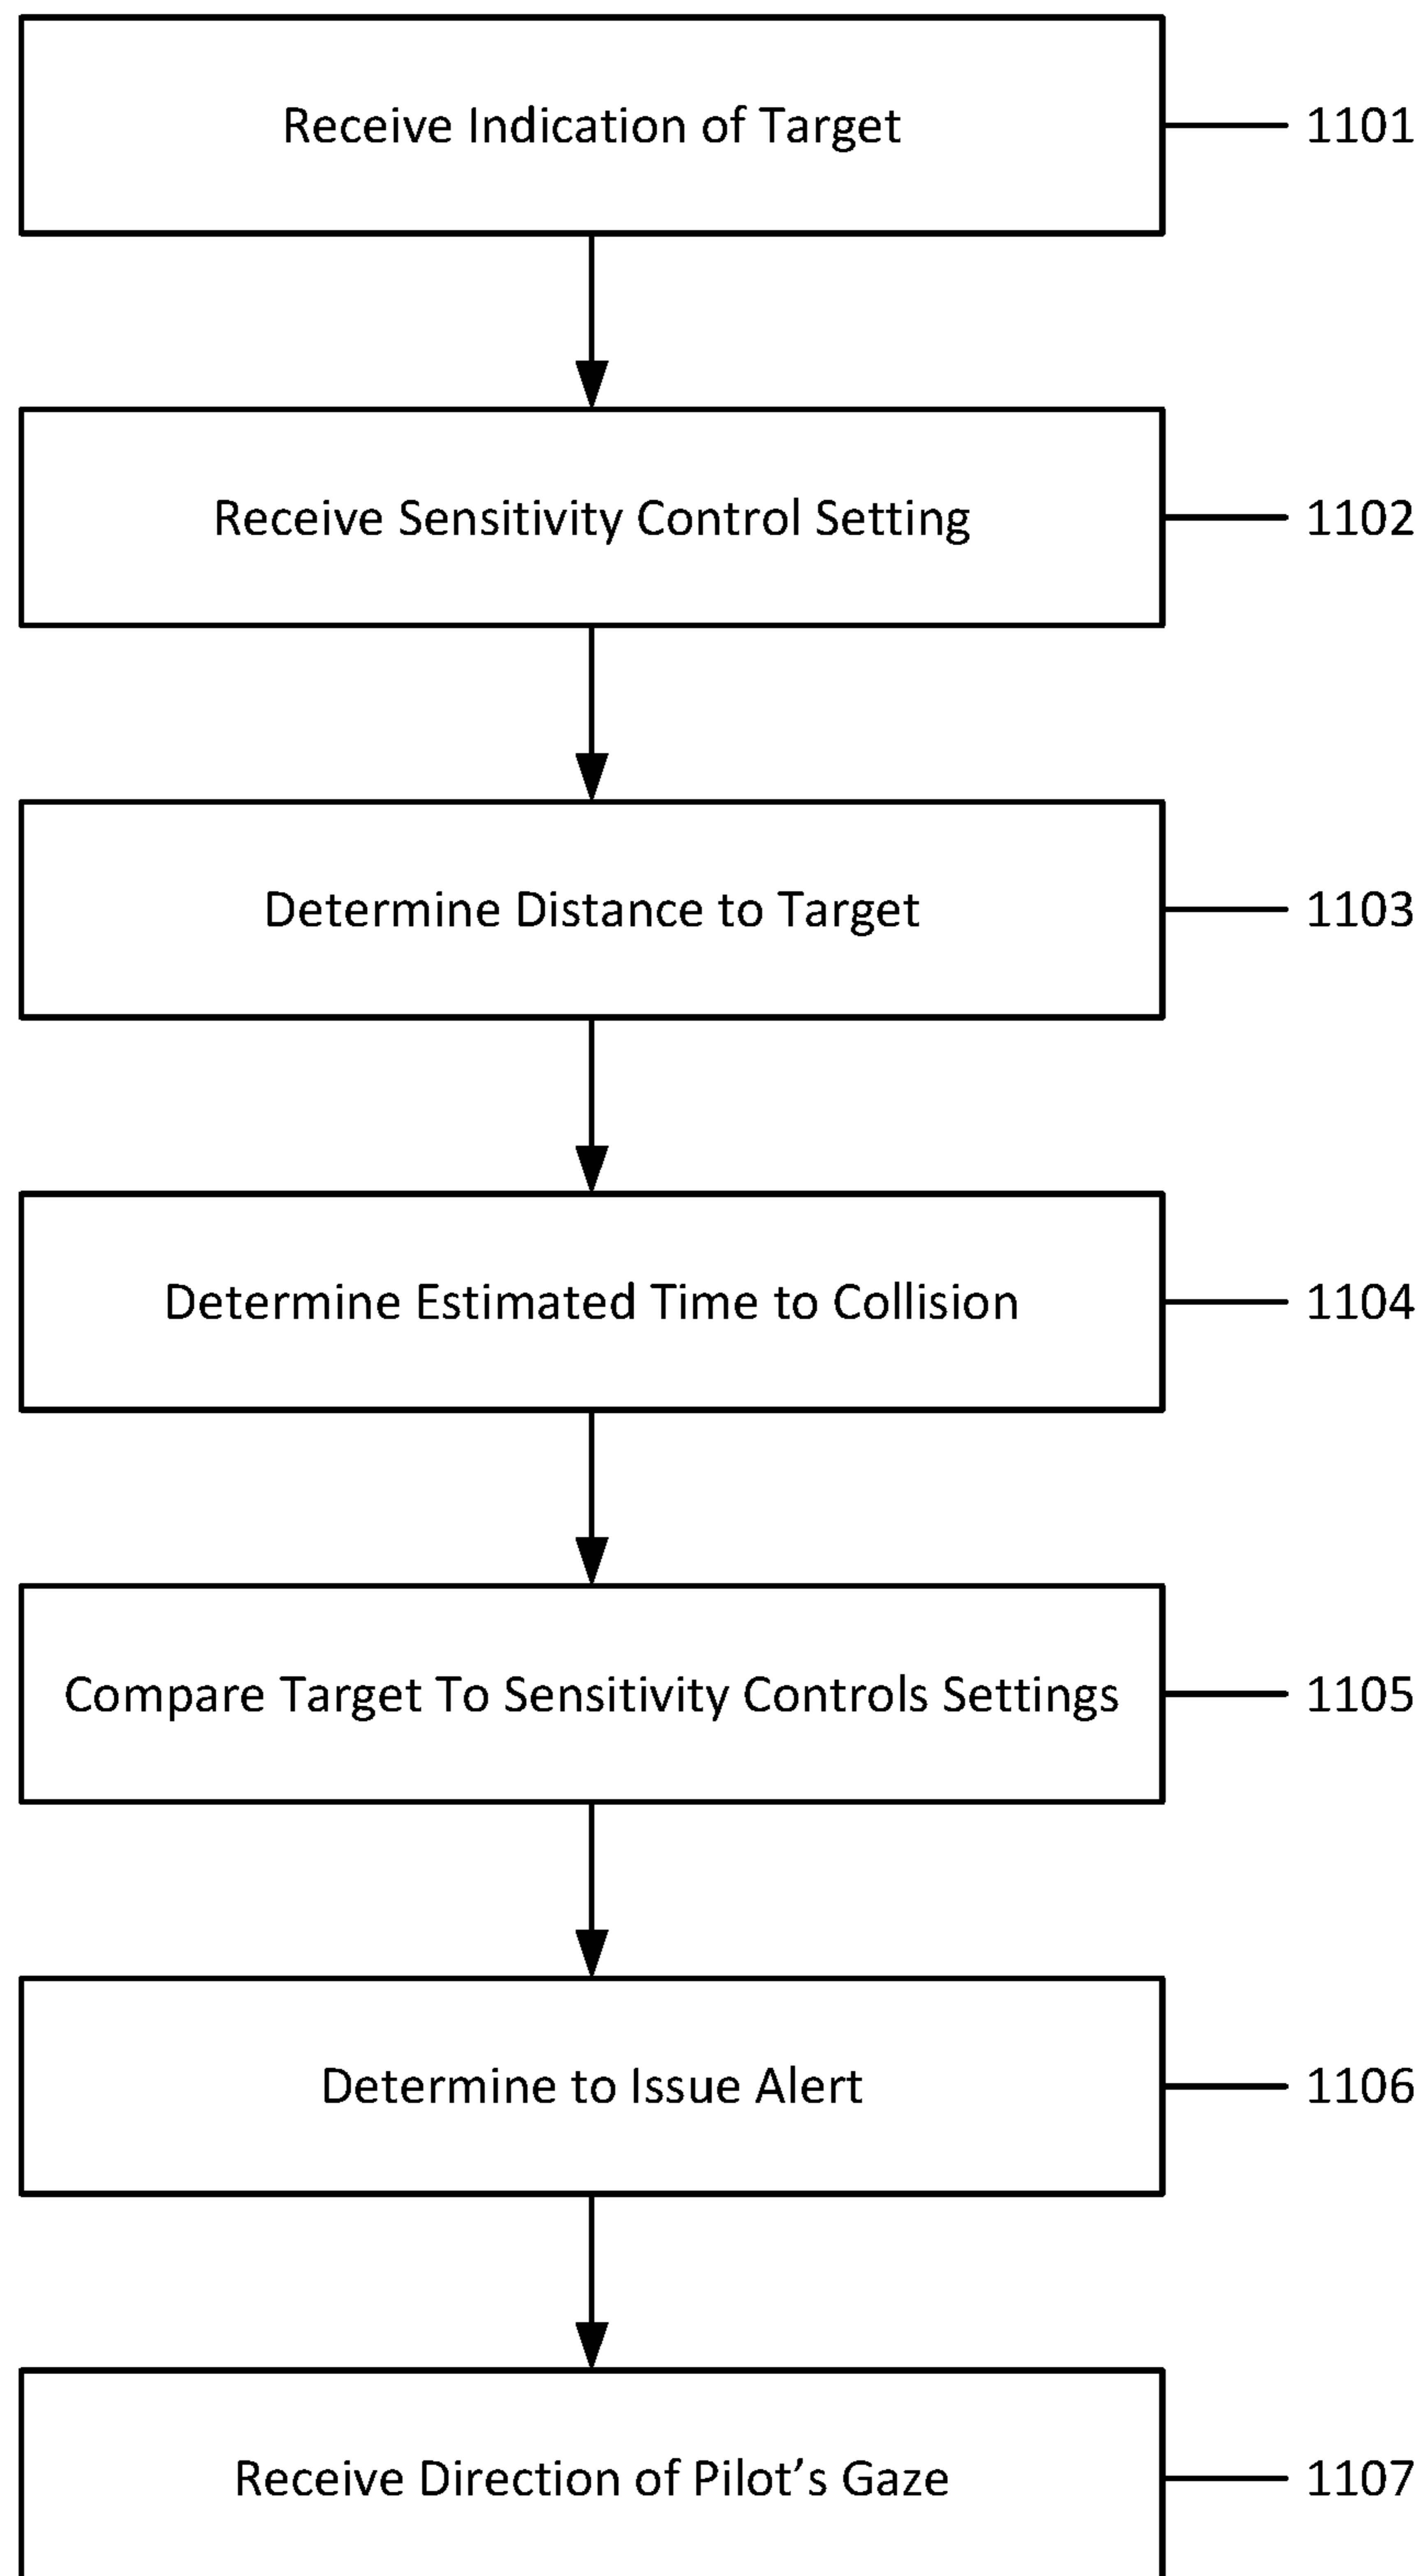 Receive Indication of Target 1101
Receive Sensitivity Control Setting 1102
Determine Distance to Target 1103
Determine Estimated Time to Collision 1104
Compare Target To Sensitivity Controls Settings 1105
Determine to Issue Alert 1106
Receive Direction of Pilot’s Gaze 1107